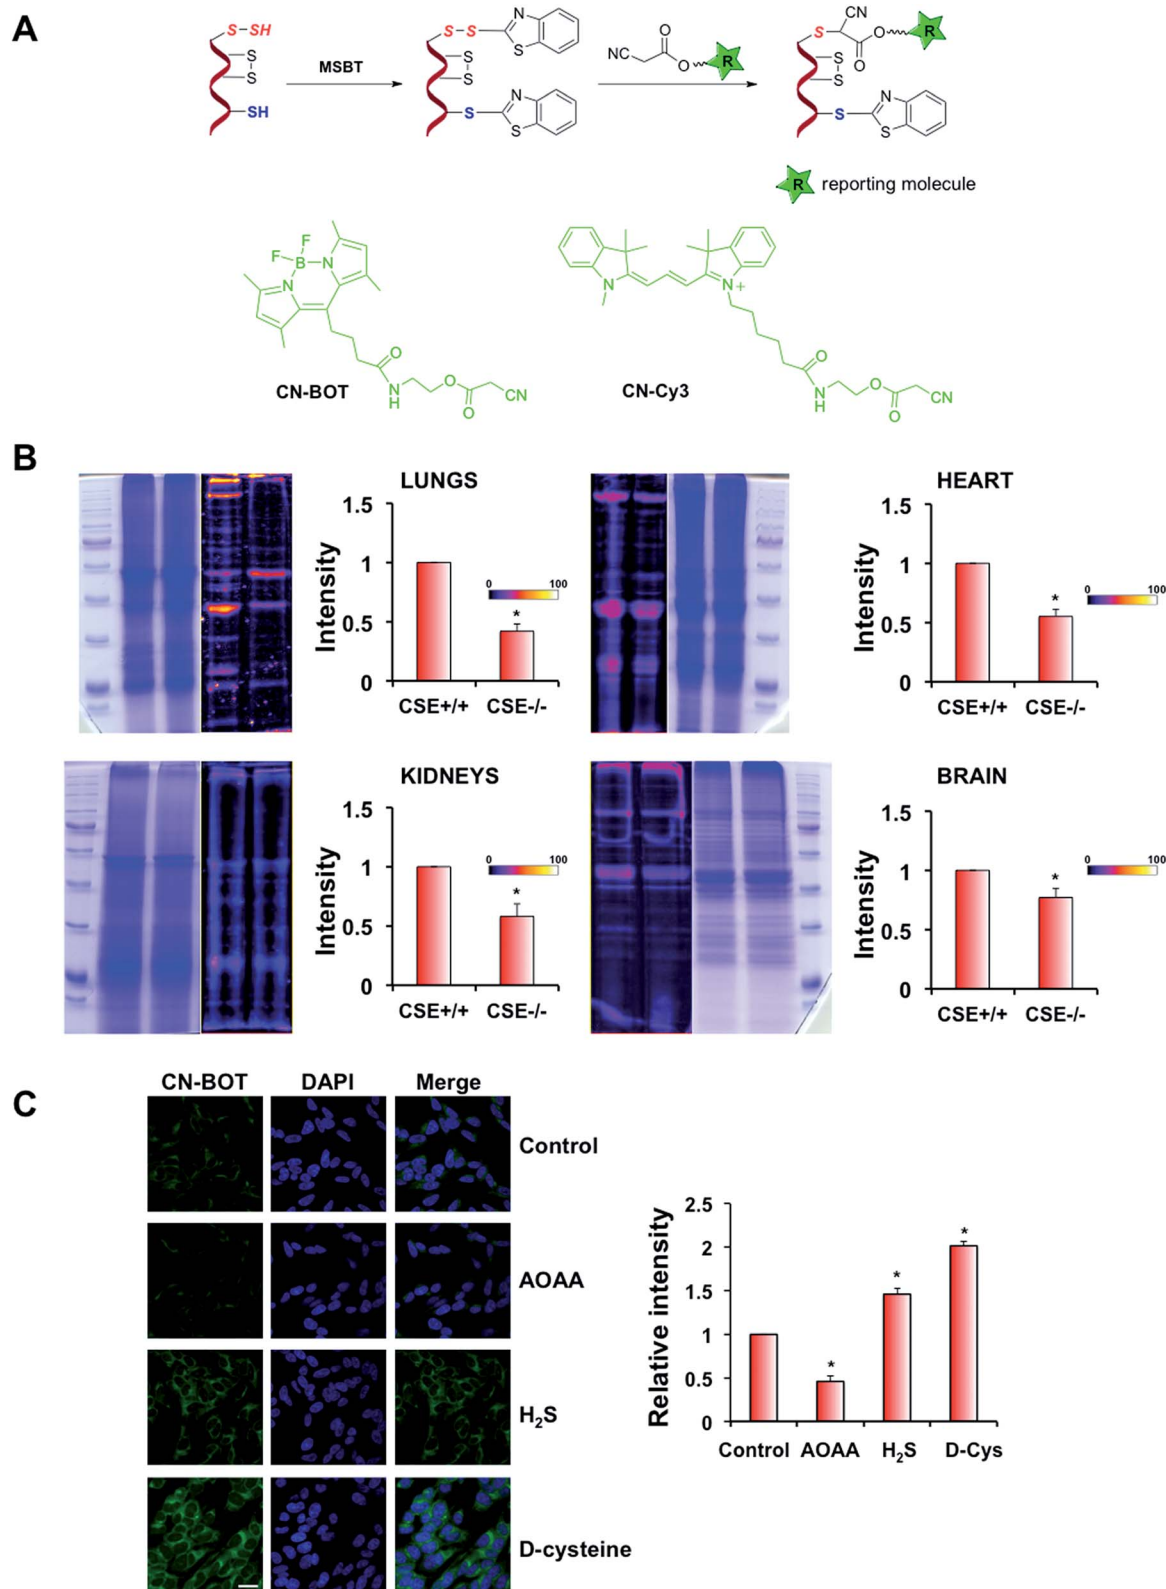 A
S–SH
S
S
SH
MSBT
S–S
N
S
S
S
S
N
S
NC
O
O
R
CN
S
O
R
O
S
S
S
N
S
R reporting molecule
F
F
B
N
N
O
N
H
O
O
CN
CN-BOT
N
N+
O
N
H
O
O
CN
CN-Cy3
B
LUNGS
1.5
1
0.5
0
Intensity
0 100
*
CSE+/+ CSE-/-
HEART
1.5
1
0.5
0
Intensity
0 100
*
CSE+/+ CSE-/-
KIDNEYS
1.5
1
0.5
0
Intensity
0 100
*
CSE+/+ CSE-/-
BRAIN
1.5
1
0.5
0
Intensity
0 100
*
CSE+/+ CSE-/-
C
CN-BOT DAPI Merge
Control
AOAA
H₂S
D-cysteine
2.5
2
1.5
1
0.5
0
Relative intensity
*
*
*
Control AOAA H₂S D-Cys